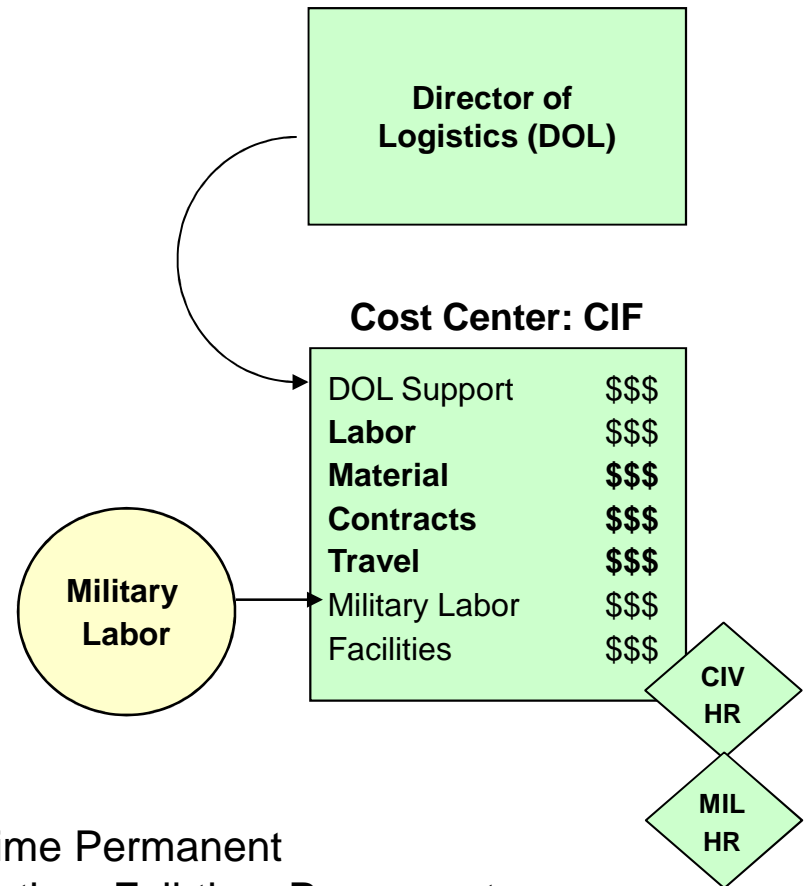 Director of
Logistics (DOL)
Cost Center: CIF
DOL Support $$$
Labor $$$
Material $$$
Contracts $$$
Travel $$$
Military Labor $$$
Facilities $$$
Military
Labor
CIV
HR
MIL
HR
ime Permanent